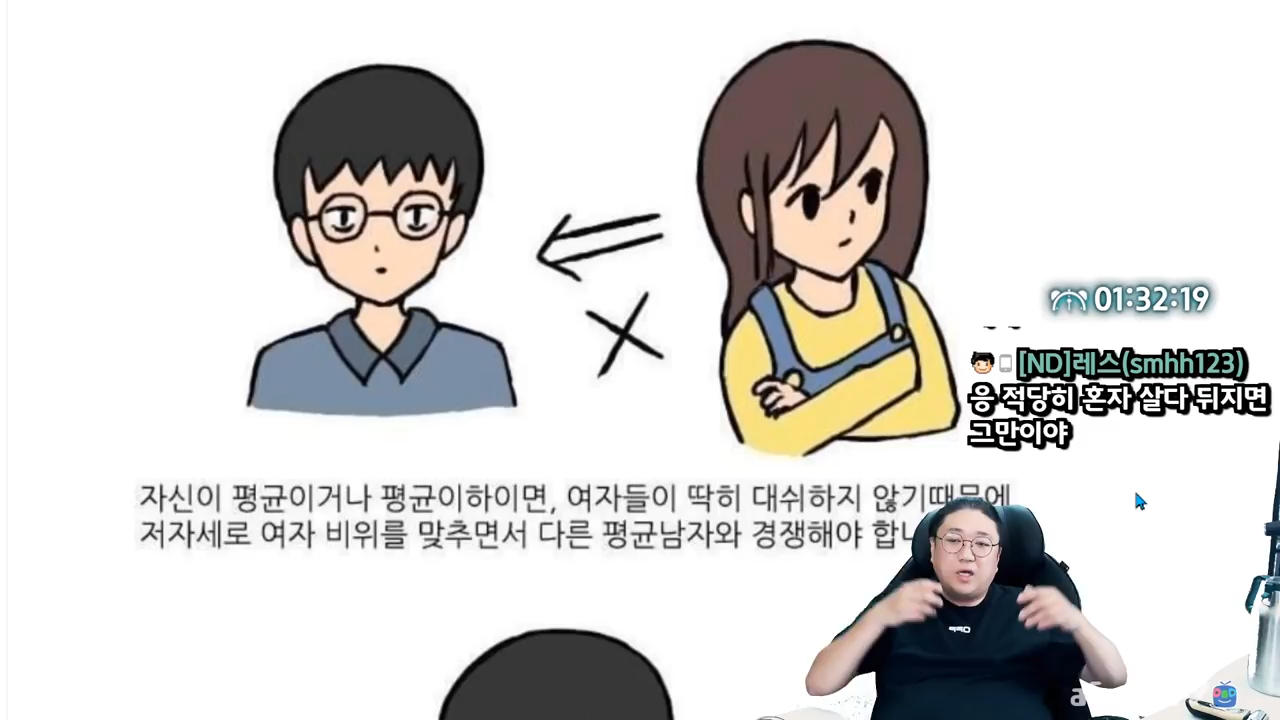 01:32:19
[ND]레스(smhh123)
응 적당히 혼자 살다 뒤지면
그만이야
자신이 평균이거나 평균이하이면, 여자들이 딱히 대쉬하지 않기때문에
저자세로 여자 비위를 맞추면서 다른 평균남자와 경쟁해야